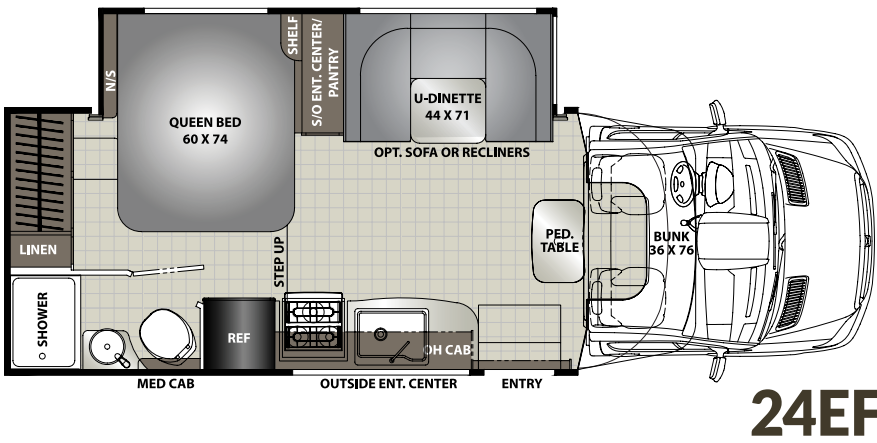 N/S
QUEEN BED
60 X 74
SHELF
S/O ENT. CENTER/
PANTRY
U-DINETTE
44 X 71
OPT. SOFA OR RECLINERS
LINEN
STEP UP
PED.
TABLE
BUNK
36 X 76
SHOWER
REF
OH CAB
MED CAB
OUTSIDE ENT. CENTER
ENTRY